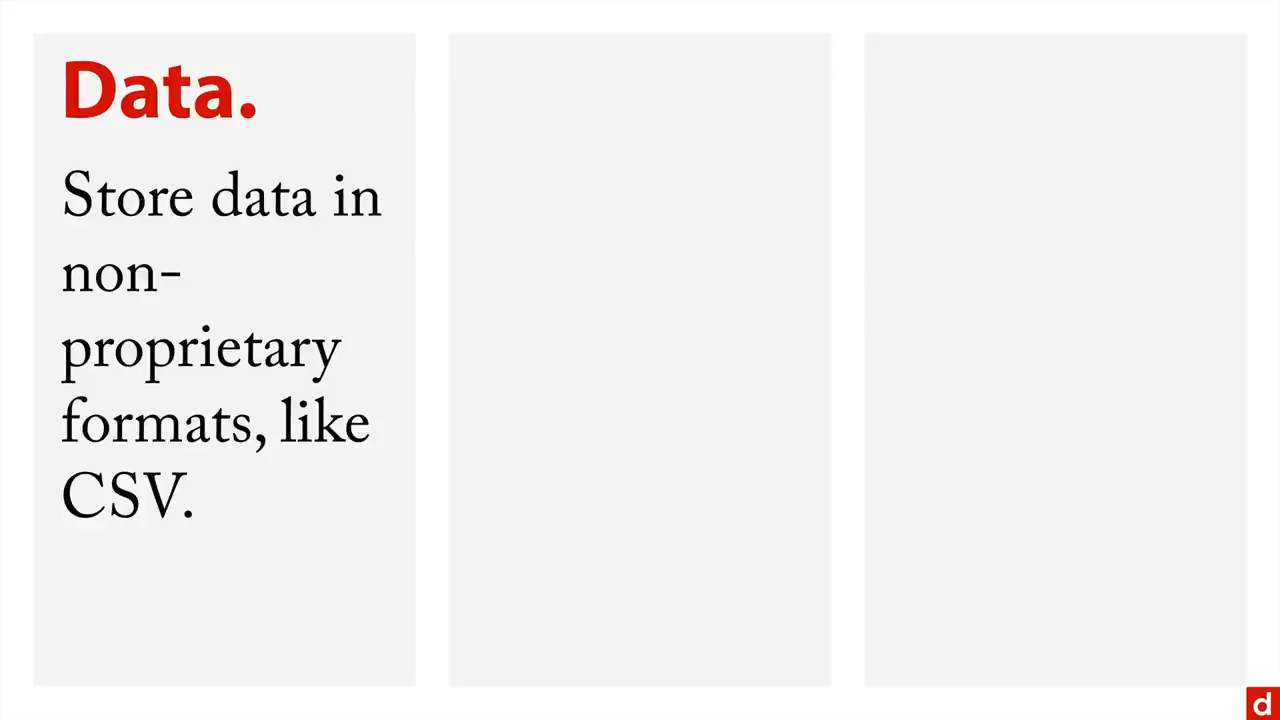 Data.
Store data in
non-
proprietary
formats, like
CSV.
d